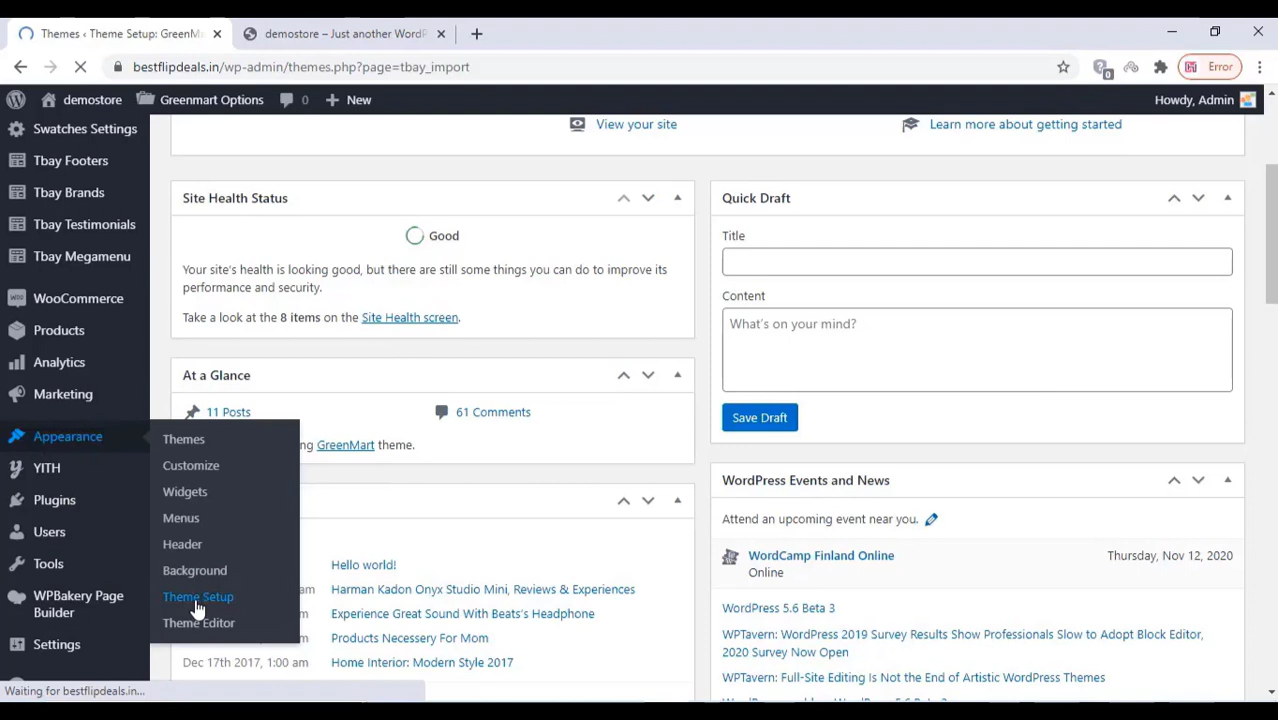 Themes ‹ Theme Setup: GreenMa
demostore – Just another WordP
bestflipdeals.in/wp-admin/themes.php?page=tbay_import
0
Error
demostore
Greenmart Options
0
New
Howdy, Admin
Swatches Settings
Tbay Footers
Tbay Brands
Tbay Testimonials
Tbay Megamenu
WooCommerce
Products
Analytics
Marketing
Appearance
YITH
Plugins
Users
Tools
WPBakery Page
Builder
Settings
Themes
Customize
Widgets
Menus
Header
Background
Theme Setup
Theme Editor
View your site
Learn more about getting started
Site Health Status
Good
Your site's health is looking good, but there are still some things you can do to improve its
performance and security.
Take a look at the 8 items on the Site Health screen.
At a Glance
11 Posts
61 Comments
ng GreenMart theme.
Hello world!
am Harman Kadon Onyx Studio Mini, Reviews & Experiences
m Experience Great Sound With Beats's Headphone
Products Necessary For Mom
Dec 17th 2017, 1:00 am Home Interior: Modern Style 2017
Quick Draft
Title
Content
What's on your mind?
Save Draft
WordPress Events and News
Attend an upcoming event near you.
WordCamp Finland Online
Thursday, Nov 12, 2020
Online
WordPress 5.6 Beta 3
WPTavern: WordPress 2019 Survey Results Show Professionals Slow to Adopt Block Editor,
2020 Survey Now Open
WPTavern: Full-Site Editing Is Not the End of Artistic WordPress Themes
Waiting for bestflipdeals.in...